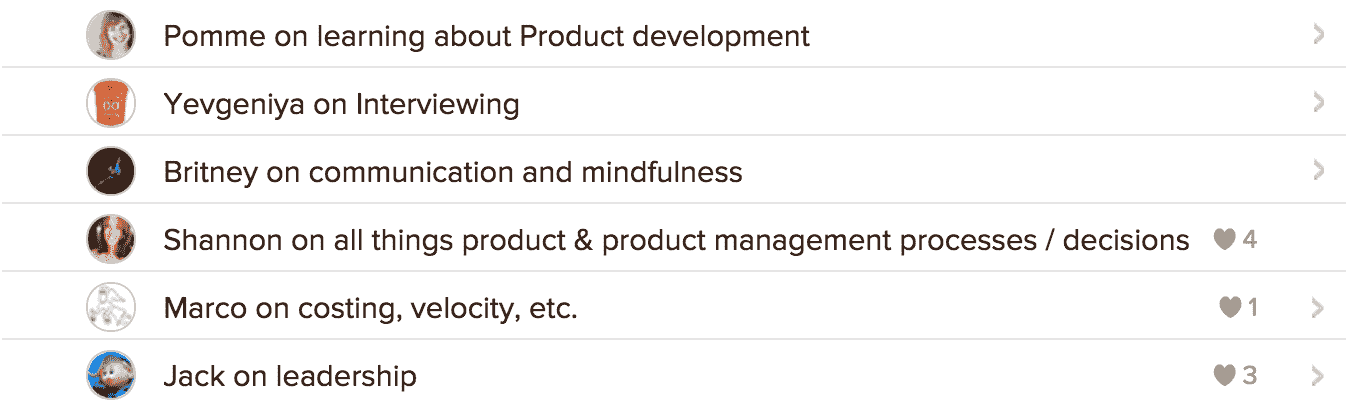 Pomme on learning about Product development
Yevgeniya on Interviewing
Britney on communication and mindfulness
Shannon on all things product & product management processes / decisions 4
Marco on costing, velocity, etc. 1
Jack on leadership 3